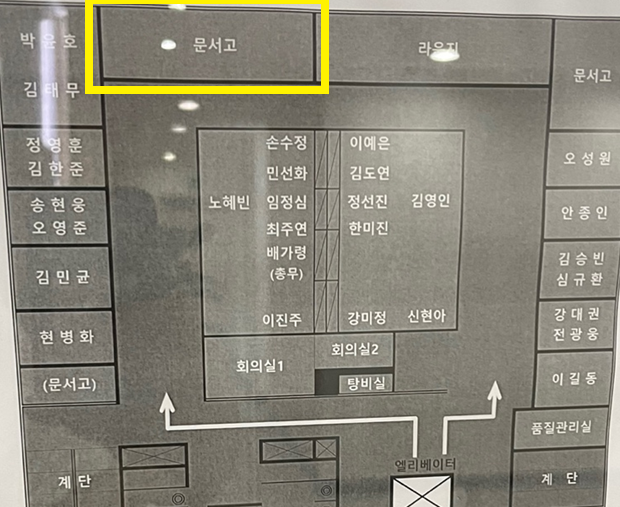 박윤호
김태무
문서고
라운지
문서고
정영훈
김한준
송현웅
오영준
김민균
현병화
(문서고)
손수정
민선화
노혜빈 임정심
최주연
배가령
(총무)
이진주
이예은
김도연
정선진 김영인
한미진
강미정 신현아
회의실1
회의실2
탕비실
오성원
안종인
김승빈
심규환
강대권
전광웅
이길동
품질관리실
계단
엘리베이터
계단